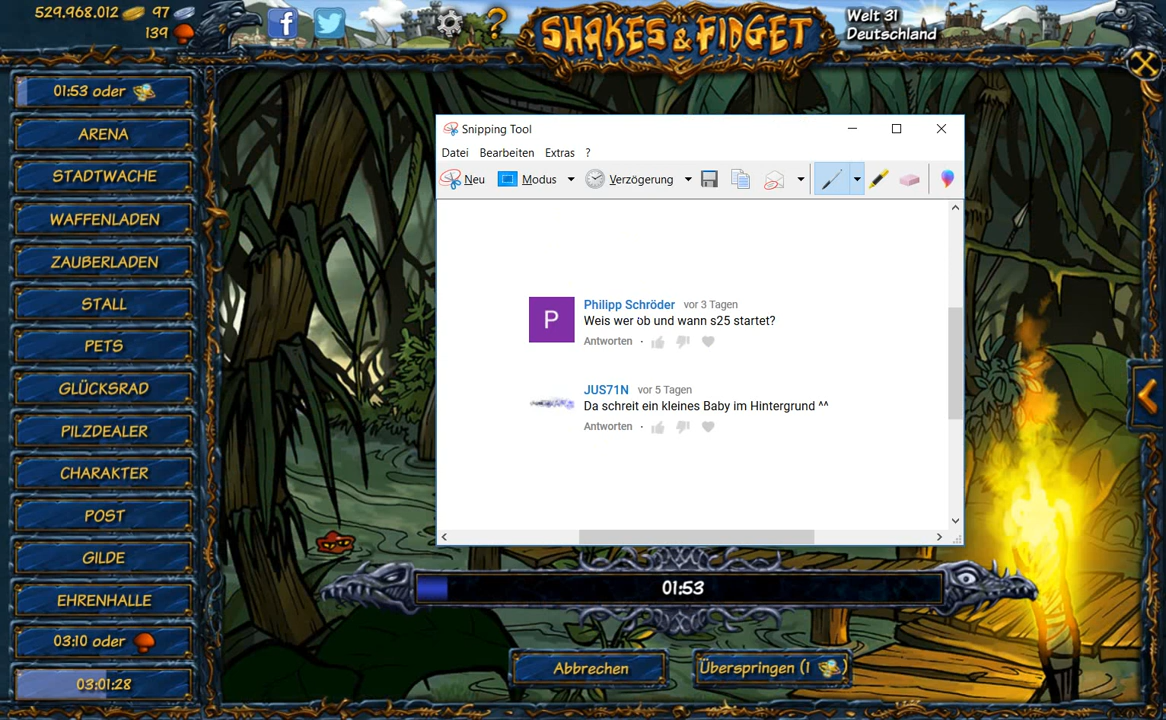 529.968.012 97
139
f
?
SHAKES & FIDGET
Welt 31
Deutschland
01:53 oder
ARENA
STADTWACHE
WAFFENLADEN
ZAUBERLADEN
STALL
PETS
GLÜCKSRAD
PILZDEALER
CHARAKTER
POST
GILDE
EHRENHALLE
03:10 oder
03:01:28
Snipping Tool
Datei Bearbeiten Extras ?
Neu Modus Verzögerung
P
Philipp Schröder vor 3 Tagen
Weis wer ob und wann s25 startet?
Antworten ·
JUS71N vor 5 Tagen
Da schreit ein kleines Baby im Hintergrund ^^
Antworten ·
01:53
Abbrechen
Überspringen (1 )